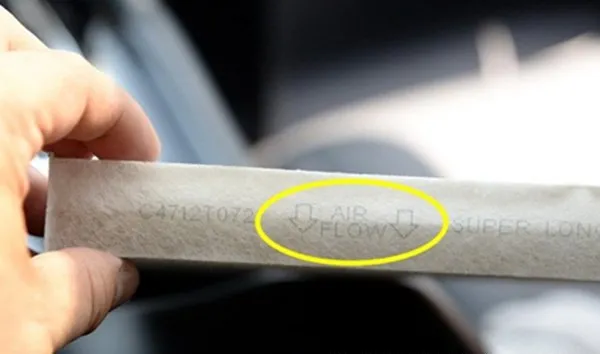 C4712T072 AIR FLOW SUPER LONG